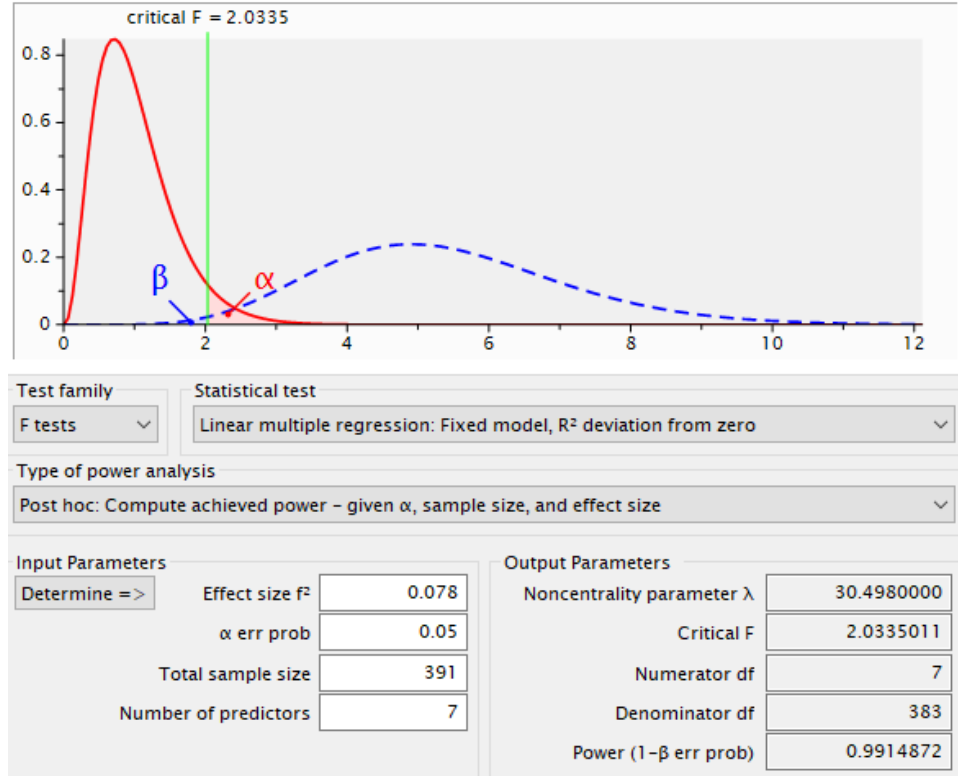 critical F = 2.0335
0.8
0.6
0.4
0.2
0
β
α
0 2 4 6 8 10 12
Test family Statistical test
F tests Linear multiple regression: Fixed model, R² deviation from zero
Type of power analysis
Post hoc: Compute achieved power – given α, sample size, and effect size
Input Parameters Output Parameters
Determine => Effect size f² 0.078 Noncentrality parameter λ 30.4980000
α err prob 0.05 Critical F 2.0335011
Total sample size 391 Numerator df 7
Number of predictors 7 Denominator df 383
Power (1-β err prob) 0.9914872